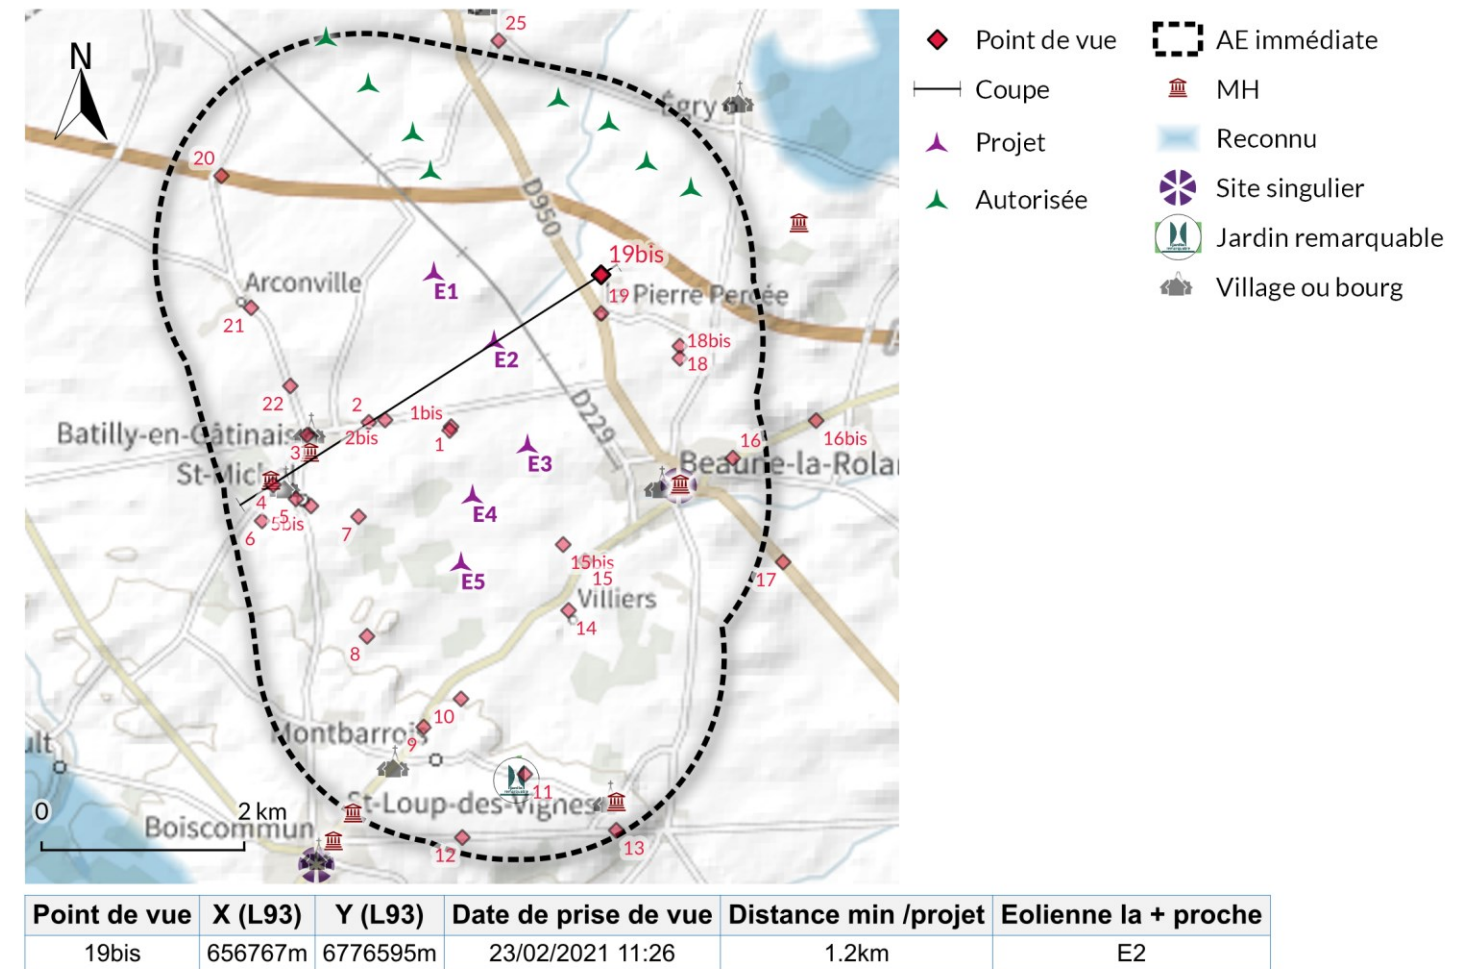 25
Point de vue
AE immédiate
N
Coupe
MH
Égry
Projet
Reconnu
20
Autorisée
Site singulier
D950
Jardin remarquable
19bis
Village ou bourg
Arconville
E1
19
Pierre Percée
21
18bis
E2
18
22
2
1bis
D229
Batilly-en-Gâtinais
2bis
1
16
16bis
3
E3
Beaune-la-Rola
St-Mich
4
5
5bis
E4
6
7
15bis
E5
15
17
Villiers
14
8
10
Montbarrois
9
ult
11
0
2 km
St-Loup-des-Vignes
Boiscommun
12
13
Point de vue X (L93) Y (L93) Date de prise de vue Distance min /projet Eolienne la + proche
19bis 656767m 6776595m 23/02/2021 11:26 1.2km E2